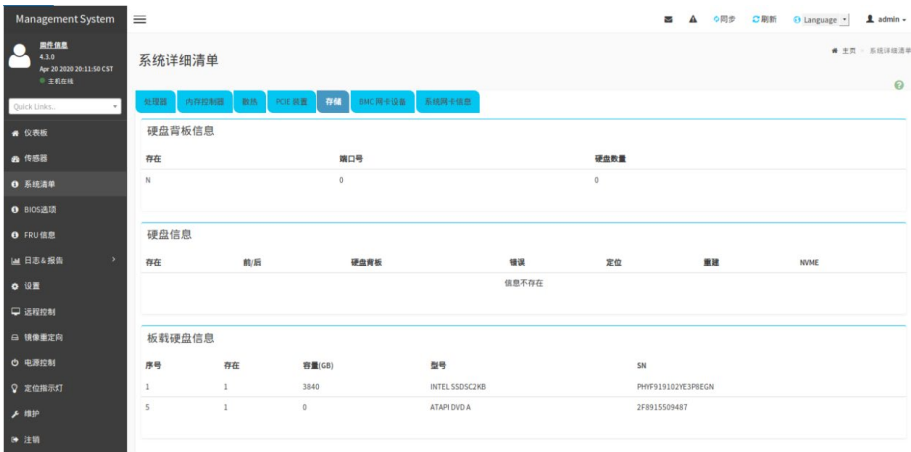 Management System
同步
刷新
Language
admin
固件信息
4.3.0
Apr 20 2020 20:11:50 CST
主机在线
系统详细清单
主页
系统详细清单
Quick Links..
处理器
内存控制器
散热
PCIE 设置
存储
BMC 网卡设备
系统网卡信息
仪表板
传感器
系统清单
BIOS选项
FRU 信息
日志&报告
设置
远程控制
镜像重定向
电源控制
定位指示灯
维护
注销
硬盘背板信息
存在 端口号 硬盘数量
N 0 0
硬盘信息
存在 前/后 硬盘背板 错误 定位 重建 NVME
信息不存在
板载硬盘信息
序号 存在 容量(GB) 型号 SN
1 1 3840 INTEL SSDSC2KB PHYF919102YE3P8EGN
5 1 0 ATAPI DVD A 2F8915509487